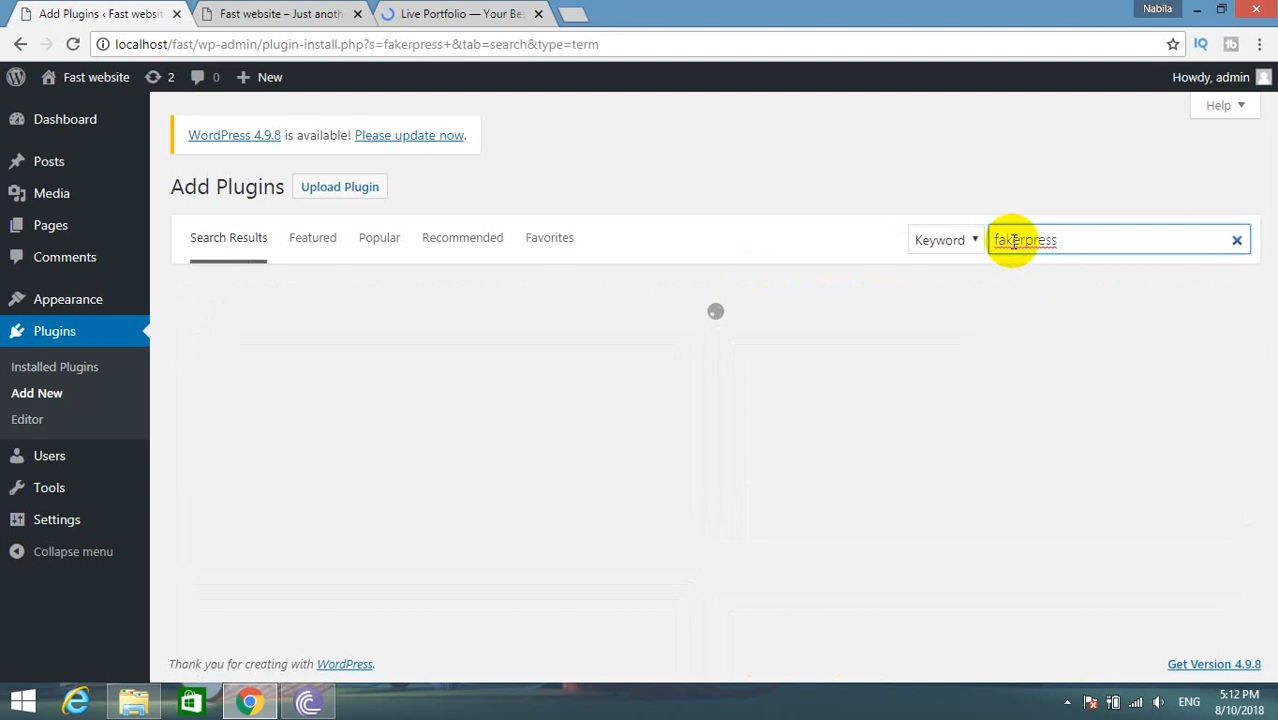 Add Plugins ‹ Fast websit
Fast website – Just anoth
Live Portfolio — Your Bes
Nabila
localhost/fast/wp-admin/plugin-install.php?s=fakerpress+&tab=search&type=term
Fast website
2
0
New
Howdy, admin
Help
Dashboard
WordPress 4.9.8 is available! Please update now.
Posts
Add Plugins
Upload Plugin
Media
Pages
Search Results
Featured
Popular
Recommended
Favorites
Keyword
fakerpress
Comments
Appearance
Plugins
Installed Plugins
Add New
Editor
Users
Tools
Settings
Collapse menu
Thank you for creating with WordPress.
Get Version 4.9.8
ENG
5:12 PM
8/10/2018